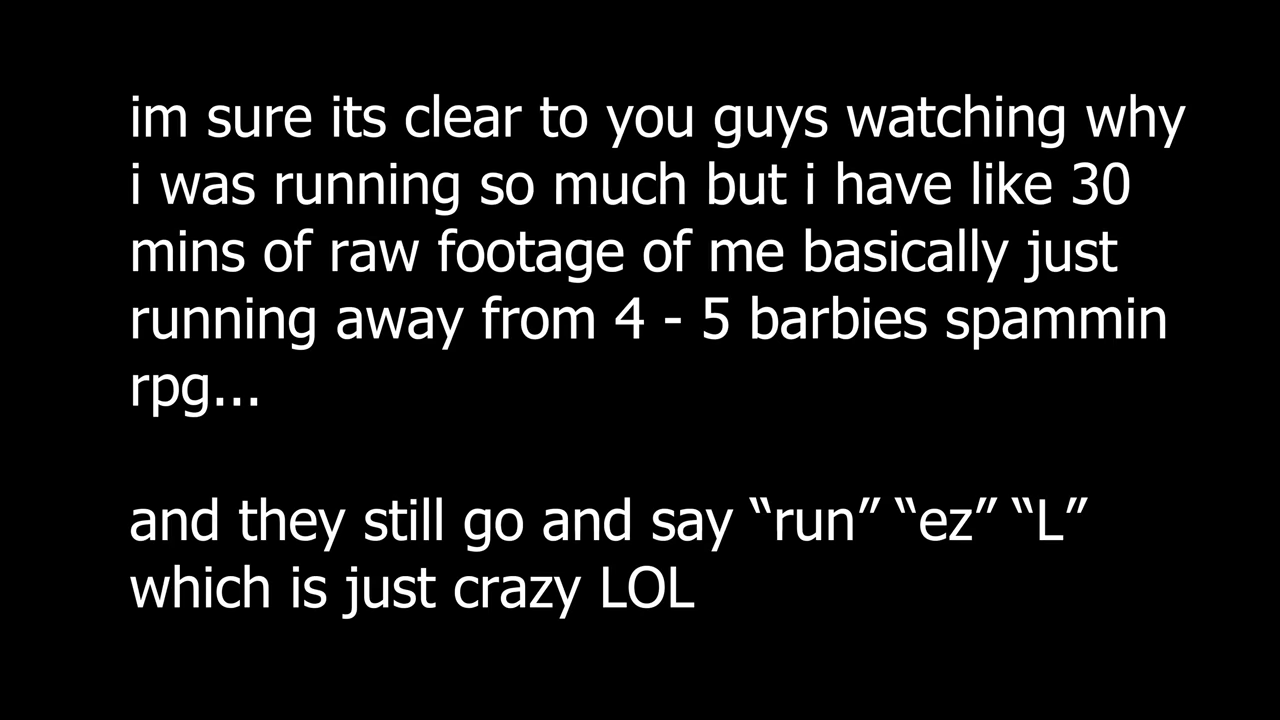 im sure its clear to you guys watching why
i was running so much but i have like 30
mins of raw footage of me basically just
running away from 4 - 5 barbies spammin
rpg...
and they still go and say “run” “ez” “L”
which is just crazy LOL